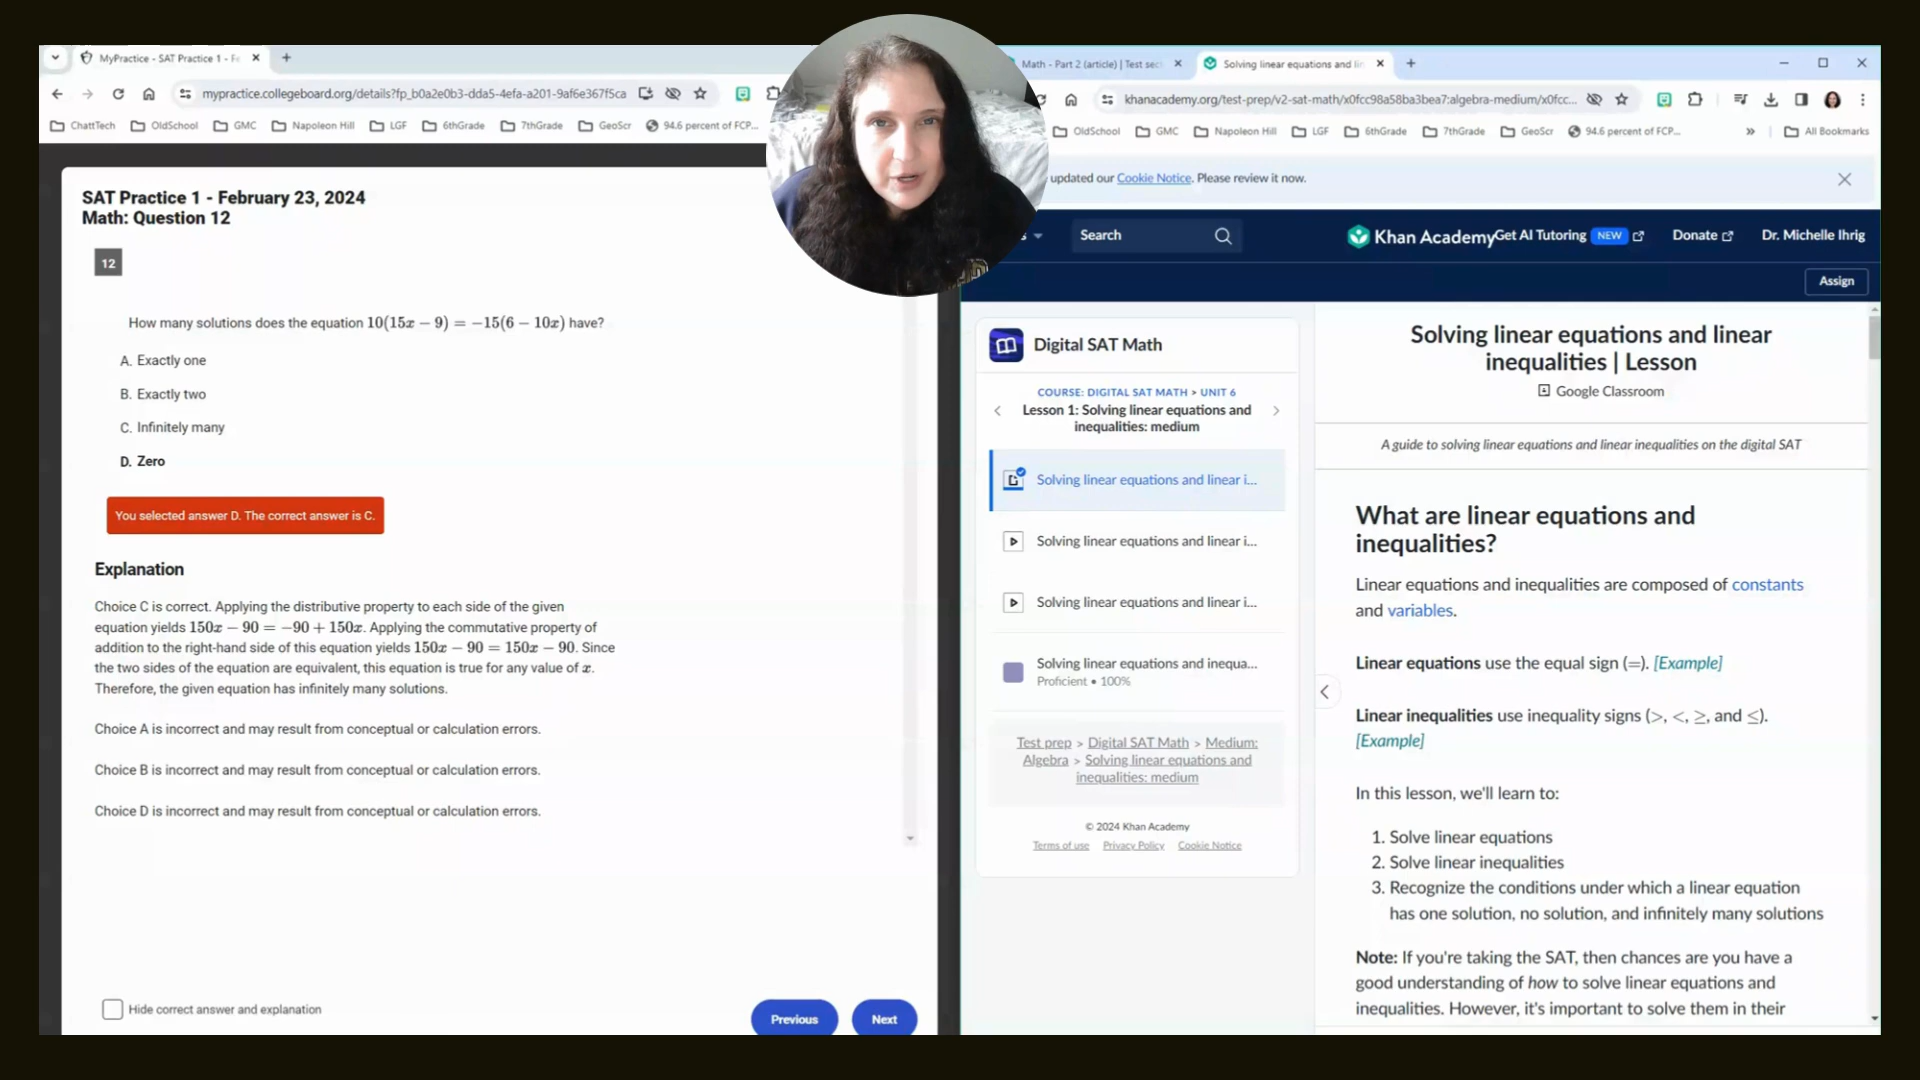 MyPractice - SAT Practice 1 - Fe
mypractice.collegeboard.org/details?fp_b0a2e0b3-dda5-4efa-a201-9af6e367f5ca
ChattTech OldSchool GMC Napoleon Hill LGF 6thGrade 7thGrade GeoScr 94.6 percent of FCP...
SAT Practice 1 - February 23, 2024
Math: Question 12
12
How many solutions does the equation 10(15x − 9) = −15(6 − 10x) have?
A. Exactly one
B. Exactly two
C. Infinitely many
D. Zero
You selected answer D. The correct answer is C.
Explanation
Choice C is correct. Applying the distributive property to each side of the given
equation yields 150x − 90 = −90 + 150x. Applying the commutative property of
addition to the right-hand side of this equation yields 150x − 90 = 150x − 90. Since
the two sides of the equation are equivalent, this equation is true for any value of x.
Therefore, the given equation has infinitely many solutions.
Choice A is incorrect and may result from conceptual or calculation errors.
Choice B is incorrect and may result from conceptual or calculation errors.
Choice D is incorrect and may result from conceptual or calculation errors.
Hide correct answer and explanation
Previous Next
Math - Part 2 (article) | Test sec Solving linear equations and lin
khanacademy.org/test-prep/v2-sat-math/x0fcc98a58ba3bea7:algebra-medium/x0fcc...
OldSchool GMC Napoleon Hill LGF 6thGrade 7thGrade GeoScr 94.6 percent of FCP... All Bookmarks
updated our Cookie Notice. Please review it now.
Search Khan Academy Get AI Tutoring NEW Donate Dr. Michelle Ihrig
Assign
Digital SAT Math
COURSE: DIGITAL SAT MATH > UNIT 6
Lesson 1: Solving linear equations and
inequalities: medium
Solving linear equations and linear i...
Solving linear equations and linear i...
Solving linear equations and linear i...
Solving linear equations and inequa...
Proficient • 100%
Test prep > Digital SAT Math > Medium:
Algebra > Solving linear equations and
inequalities: medium
© 2024 Khan Academy
Terms of use Privacy Policy Cookie Notice
Solving linear equations and linear
inequalities | Lesson
Google Classroom
A guide to solving linear equations and linear inequalities on the digital SAT
What are linear equations and
inequalities?
Linear equations and inequalities are composed of constants
and variables.
Linear equations use the equal sign (=). [Example]
Linear inequalities use inequality signs (>, <, ≥, and ≤).
[Example]
In this lesson, we'll learn to:
1. Solve linear equations
2. Solve linear inequalities
3. Recognize the conditions under which a linear equation
has one solution, no solution, and infinitely many solutions
Note: If you're taking the SAT, then chances are you have a
good understanding of how to solve linear equations and
inequalities. However, it's important to solve them in their